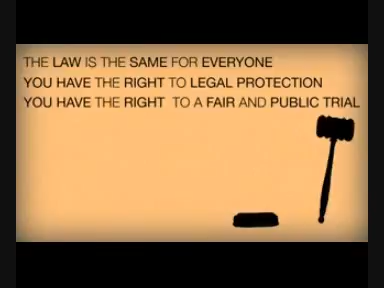 THE LAW IS THE SAME FOR EVERYONE
YOU HAVE THE RIGHT TO LEGAL PROTECTION
YOU HAVE THE RIGHT TO A FAIR AND PUBLIC TRIAL